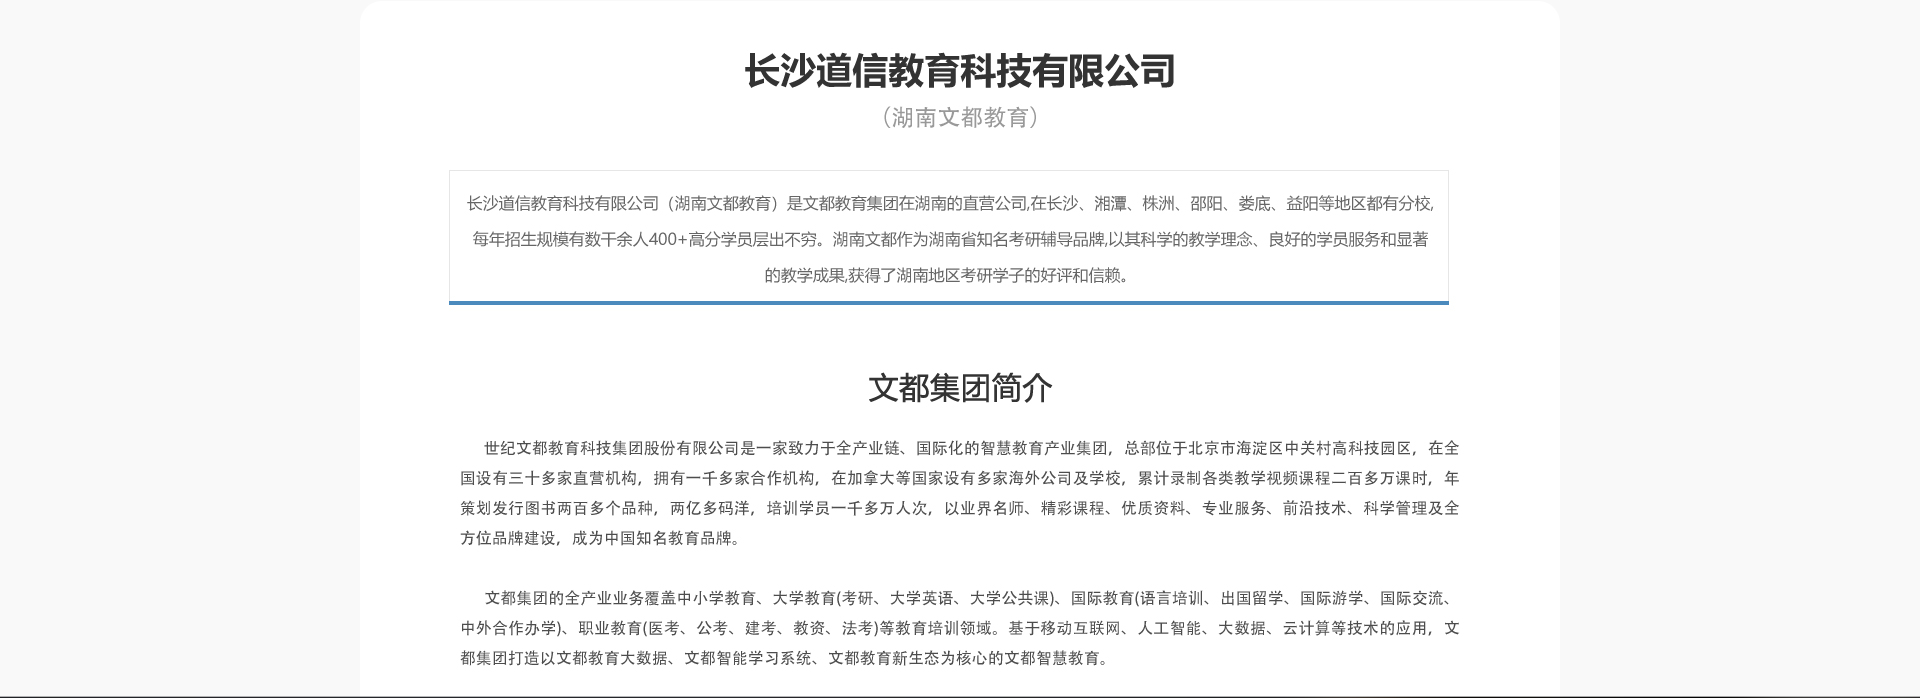 长沙道信教育科技有限公司
（湖南文都教育）
长沙道信教育科技有限公司（湖南文都教育）是文都教育集团在湖南的直营公司,在长沙、湘潭、株洲、邵阳、娄底、益阳等地区都有分校,
每年招生规模有数干余人400+高分学员层出不穷。湖南文都作为湖南省知名考研辅导品牌,以其科学的教学理念、良好的学员服务和显著
的教学成果,获得了湖南地区考研学子的好评和信赖。
文都集团简介
世纪文都教育科技集团股份有限公司是一家致力于全产业链、国际化的智慧教育产业集团，总部位于北京市海淀区中关村高科技园区，在全
国设有三十多家直营机构，拥有一千多家合作机构，在加拿大等国家设有多家海外公司及学校，累计录制各类教学视频课程二百多万课时，年
策划发行图书两百多个品种，两亿多码洋，培训学员一千多万人次，以业界名师、精彩课程、优质资料、专业服务、前沿技术、科学管理及全
方位品牌建设，成为中国知名教育品牌。
文都集团的全产业业务覆盖中小学教育、大学教育(考研、大学英语、大学公共课)、国际教育(语言培训、出国留学、国际游学、国际交流、
中外合作办学)、职业教育(医考、公考、建考、教资、法考)等教育培训领域。基于移动互联网、人工智能、大数据、云计算等技术的应用，文
都集团打造以文都教育大数据、文都智能学习系统、文都教育新生态为核心的文都智慧教育。